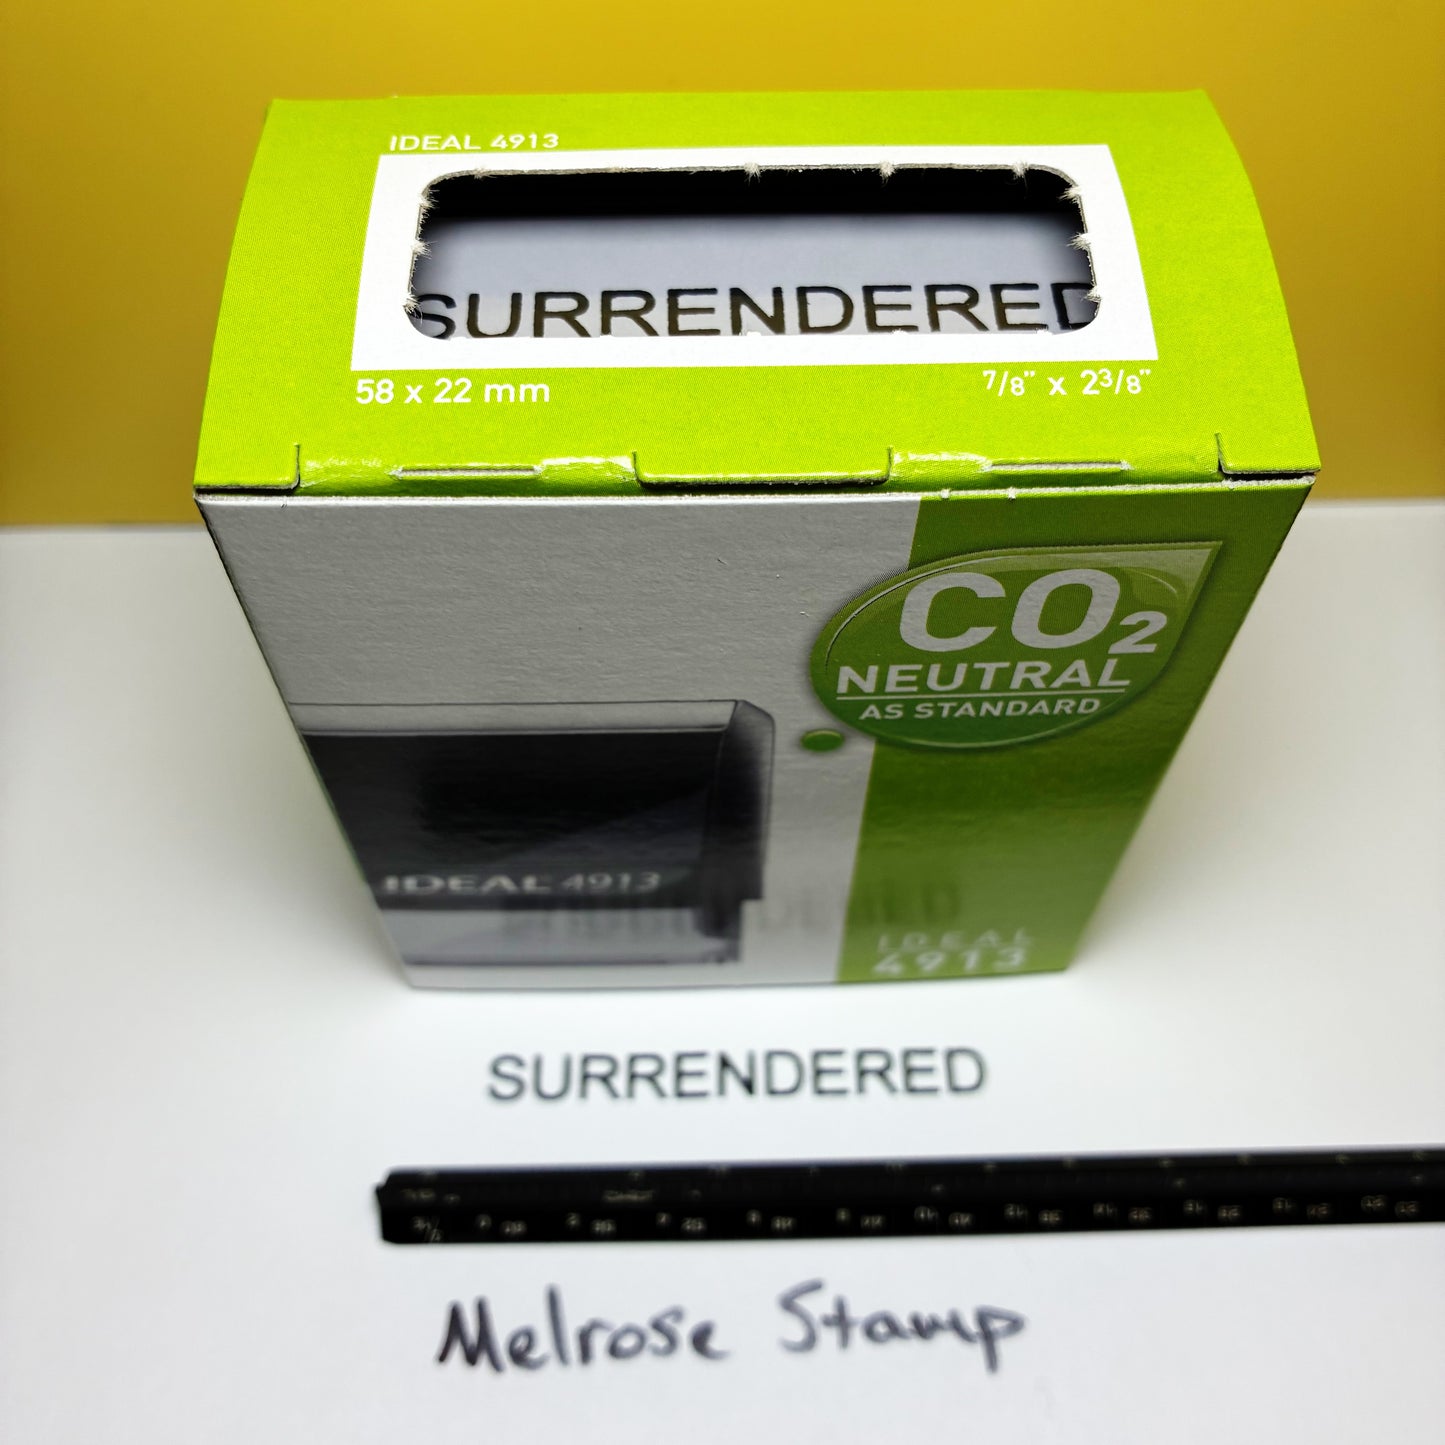 IDEAL 4913
SURRENDERED
58 x 22 mm
7/8" x 2 3/8"
CO2
NEUTRAL
AS STANDARD
IDEAL 4913
IDEAL
4913
SURRENDERED
Melrose Stamp